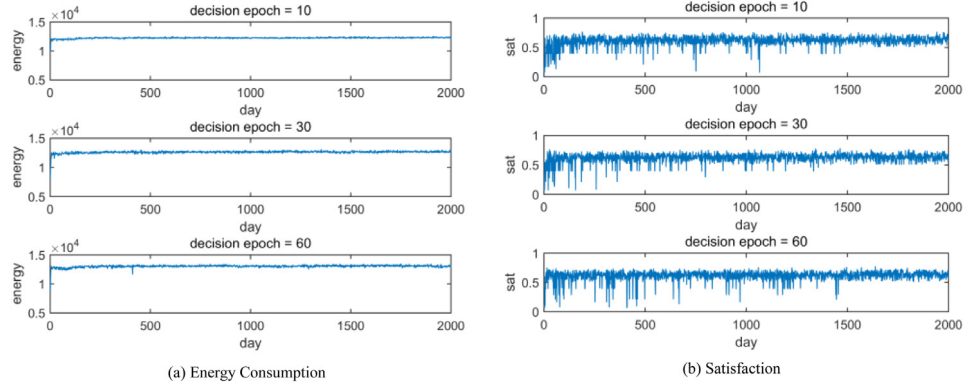 decision epoch = 10
×10⁴
1.5
1
0.5
energy
0
500
1000
1500
2000
day
decision epoch = 30
×10⁴
1.5
1
0.5
energy
0
500
1000
1500
2000
day
decision epoch = 60
×10⁴
1.5
1
0.5
energy
0
500
1000
1500
2000
day
(a) Energy Consumption
decision epoch = 10
1
0.5
0
sat
0
500
1000
1500
2000
day
decision epoch = 30
1
0.5
0
sat
0
500
1000
1500
2000
day
decision epoch = 60
1
0.5
0
sat
0
500
1000
1500
2000
day
(b) Satisfaction